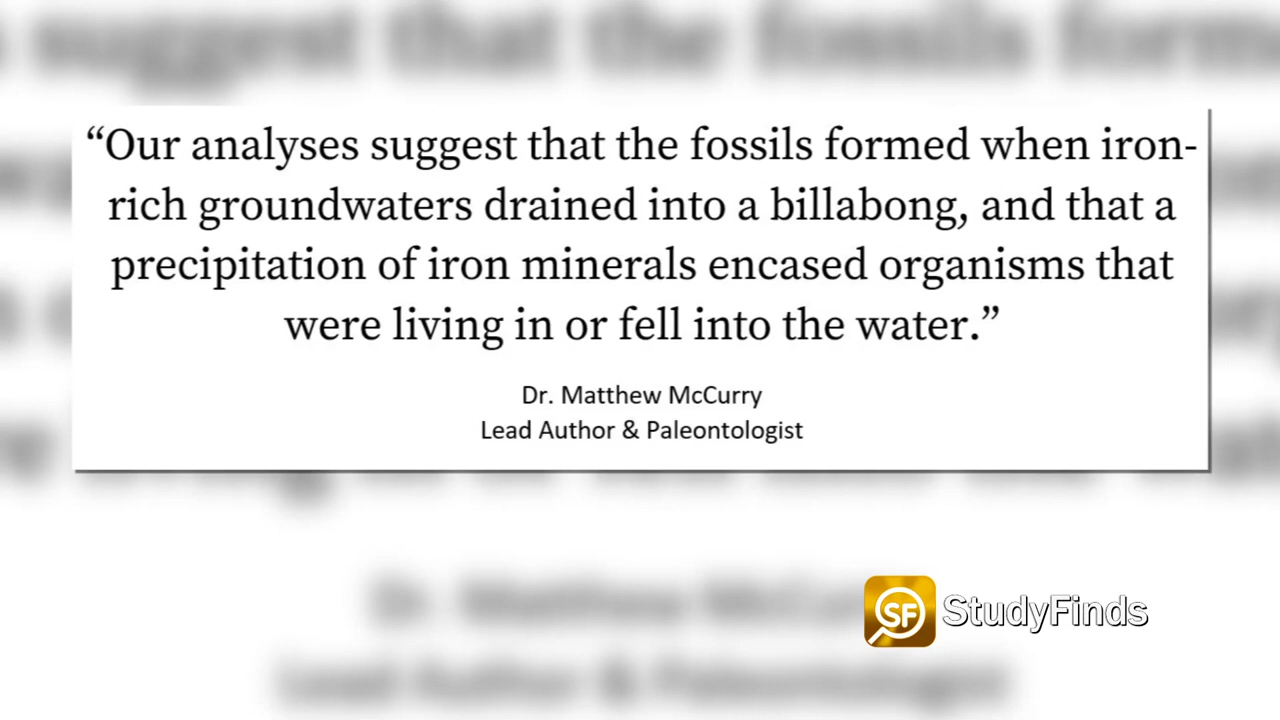 “Our analyses suggest that the fossils formed when iron-
rich groundwaters drained into a billabong, and that a
precipitation of iron minerals encased organisms that
were living in or fell into the water.”
Dr. Matthew McCurry
Lead Author & Paleontologist
SF StudyFinds